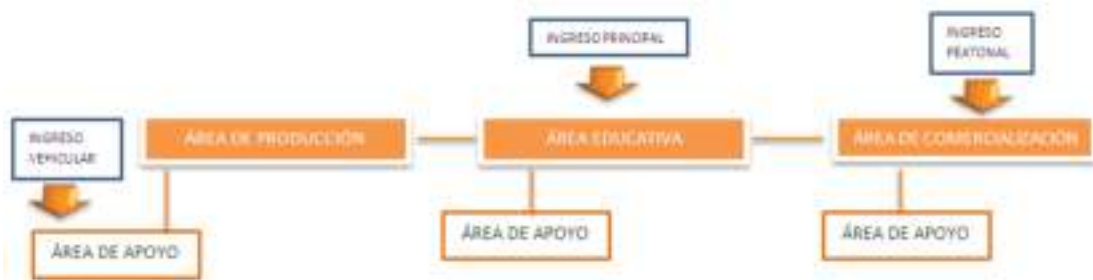 INGRESO PRINCIPAL
INGRESO
PEATONAL
INGRESO
VEHICULAR
ÁREA DE PRODUCCIÓN
ÁREA EDUCATIVA
ÁREA DE COMERCIALIZACIÓN
ÁREA DE APOYO
ÁREA DE APOYO
ÁREA DE APOYO